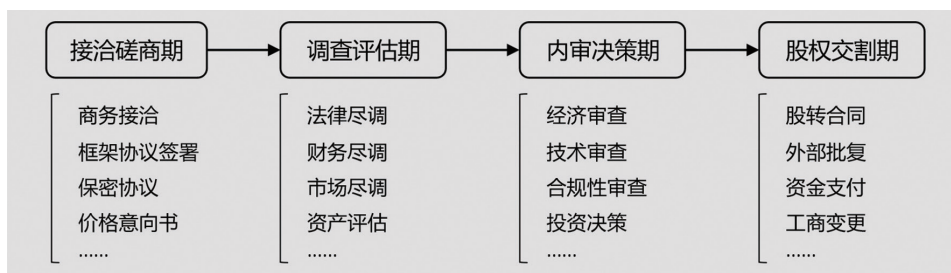 接洽磋商期
调查评估期
内审决策期
股权交割期
商务接洽
框架协议签署
保密协议
价格意向书
……
法律尽调
财务尽调
市场尽调
资产评估
……
经济审查
技术审查
合规性审查
投资决策
……
股转合同
外部批复
资金支付
工商变更
……